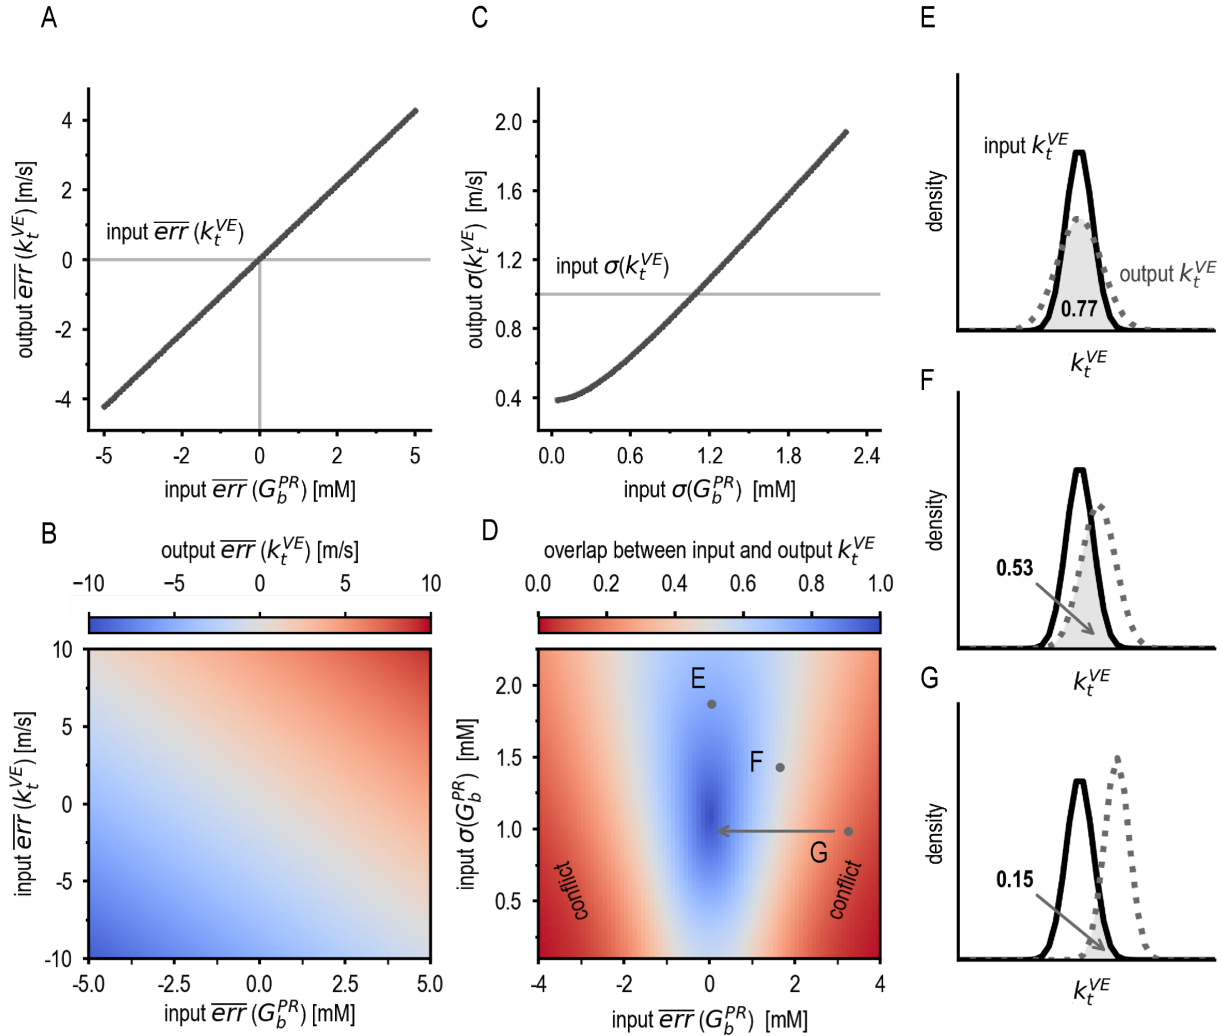 A
4
2
0
-2
-4
output err (k_t^VE) [m/s]
input err (k_t^VE)
-5
-2
0
2
5
input err (G_b^PR) [mM]
C
2.0
1.6
1.2
0.8
0.4
output σ(k_t^VE) [m/s]
input σ(k_t^VE)
0.0
0.6
1.2
1.8
2.4
input σ(G_b^PR) [mM]
E
density
input k_t^VE
output k_t^VE
0.77
k_t^VE
F
density
0.53
k_t^VE
G
density
0.15
k_t^VE
B
output err (k_t^VE) [m/s]
−10
−5
0
5
10
10
5
0
-5
-10
input err (k_t^VE) [m/s]
-5.0
-2.5
0.0
2.5
5.0
input err (G_b^PR) [mM]
D
overlap between input and output k_t^VE
0.0
0.2
0.4
0.6
0.8
1.0
2.0
1.5
1.0
0.5
input σ(G_b^PR) [mM]
E
F
G
conflict
conflict
-4
-2
0
2
4
input err (G_b^PR) [mM]